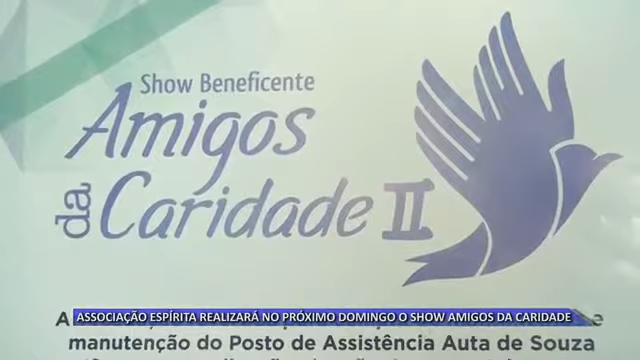 Show Beneficente
Amigos
da Caridade II
ASSOCIAÇÃO ESPÍRITA REALIZARÁ NO PRÓXIMO DOMINGO O SHOW AMIGOS DA CARIDADE
manutenção do Posto de Assistência Auta de Souza